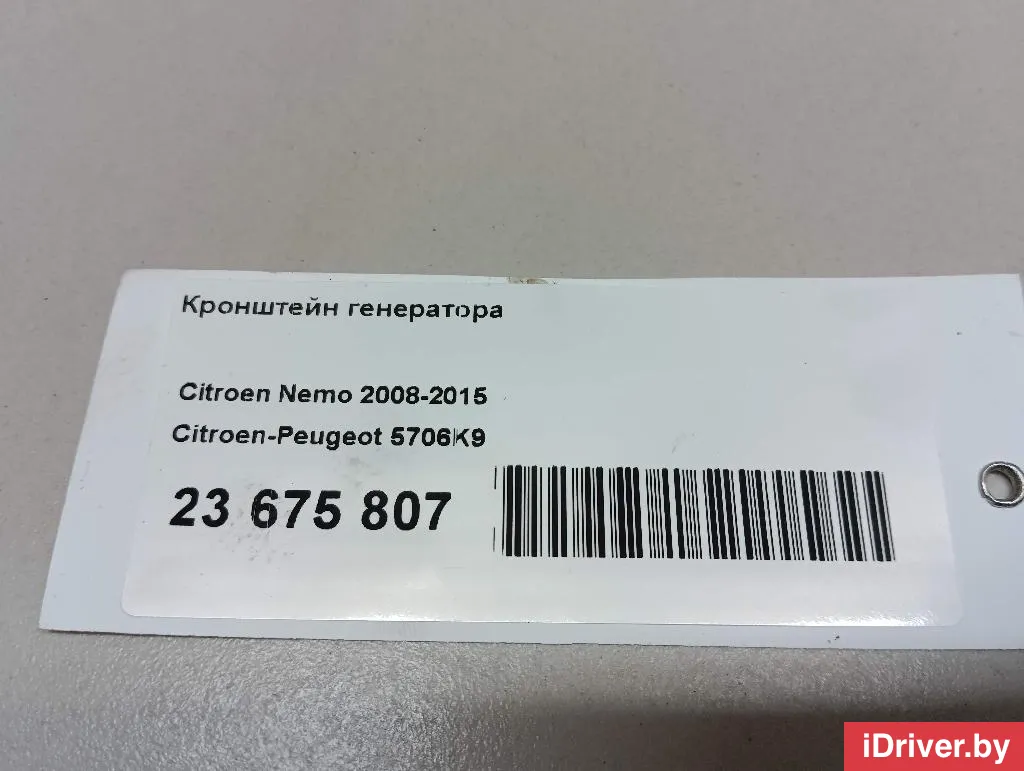 Кронштейн генератора
Citroen Nemo 2008-2015
Citroen-Peugeot 5706K9
23 675 807
iDriver.by